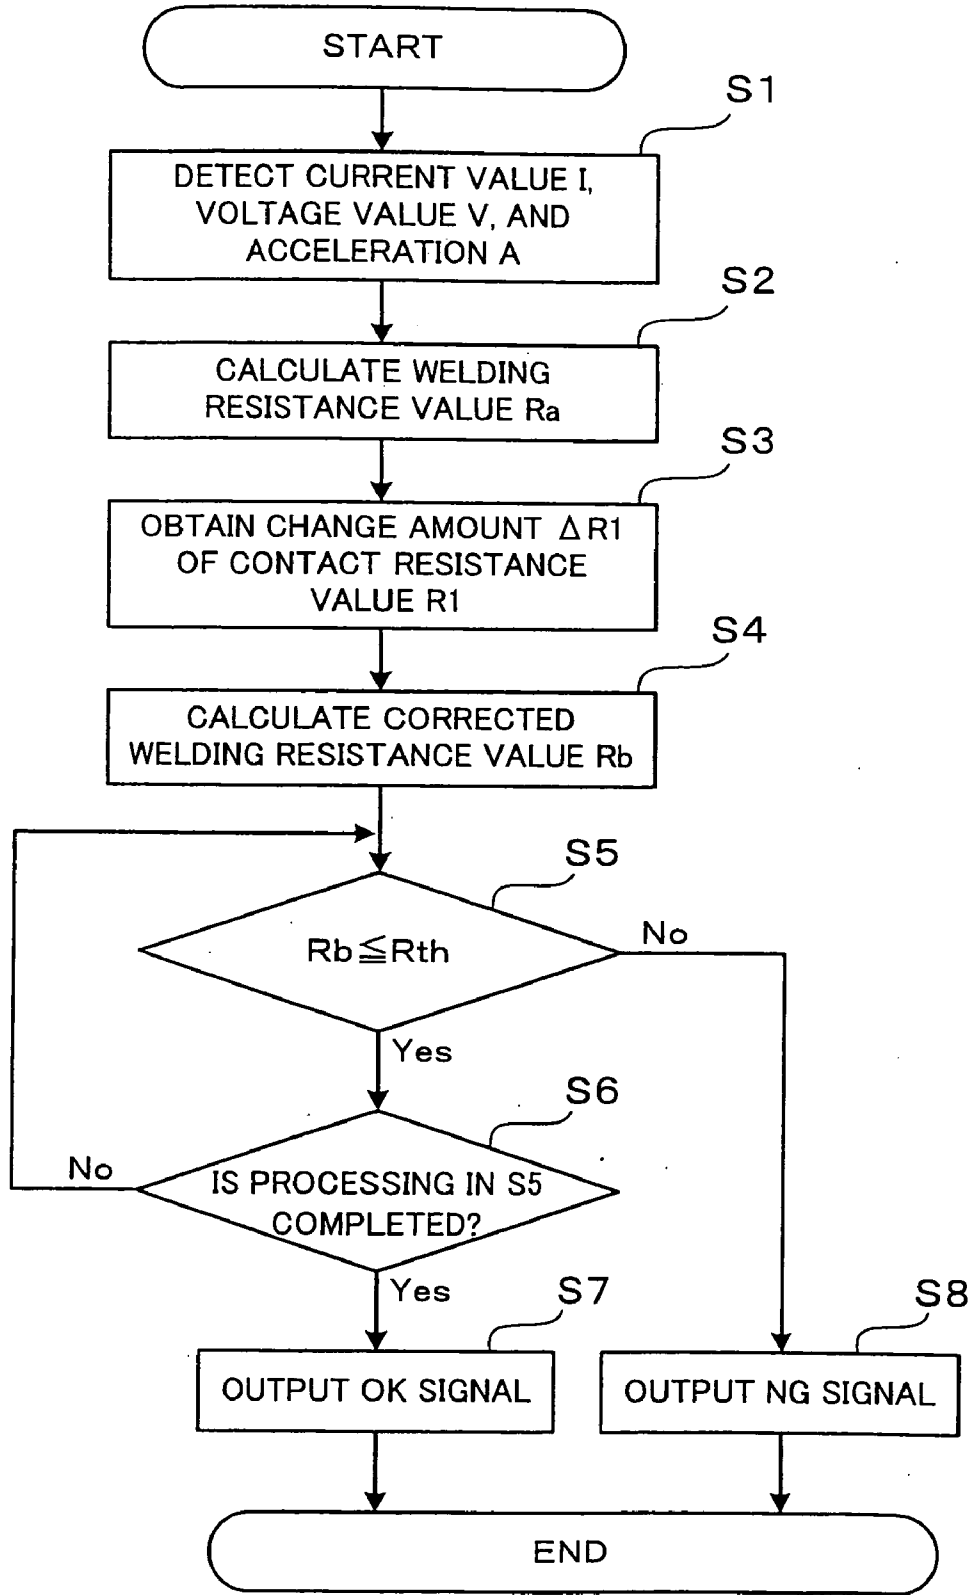 START
S1
DETECT CURRENT VALUE I,
VOLTAGE VALUE V, AND
ACCELERATION A
S2
CALCULATE WELDING
RESISTANCE VALUE Ra
S3
OBTAIN CHANGE AMOUNT ΔR1
OF CONTACT RESISTANCE
VALUE R1
S4
CALCULATE CORRECTED
WELDING RESISTANCE VALUE Rb
S5
Rb≦Rth
No
Yes
S6
No
IS PROCESSING IN S5
COMPLETED?
Yes
S7
S8
OUTPUT OK SIGNAL
OUTPUT NG SIGNAL
END